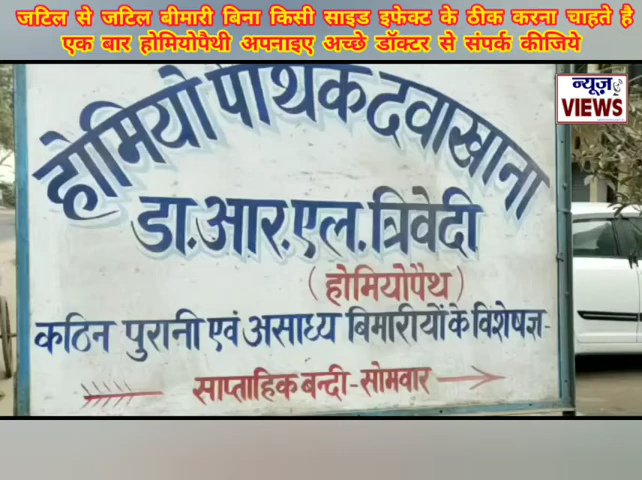 जटिल से जटिल बीमारी बिना किसी साइड इफेक्ट के ठीक करना चाहते है
एक बार होमियोपैथी अपनाइए अच्छे डॉक्टर से संपर्क कीजिये
न्यूज़
VIEWS
होमियो पैथिक दवाखाना
डा.आर.एल.त्रिवेदी
(होमियोपैथ)
कठिन पुरानी एवं असाध्य बिमारीयों के विशेषज्ञ-
साप्ताहिक बन्दी-सोमवार